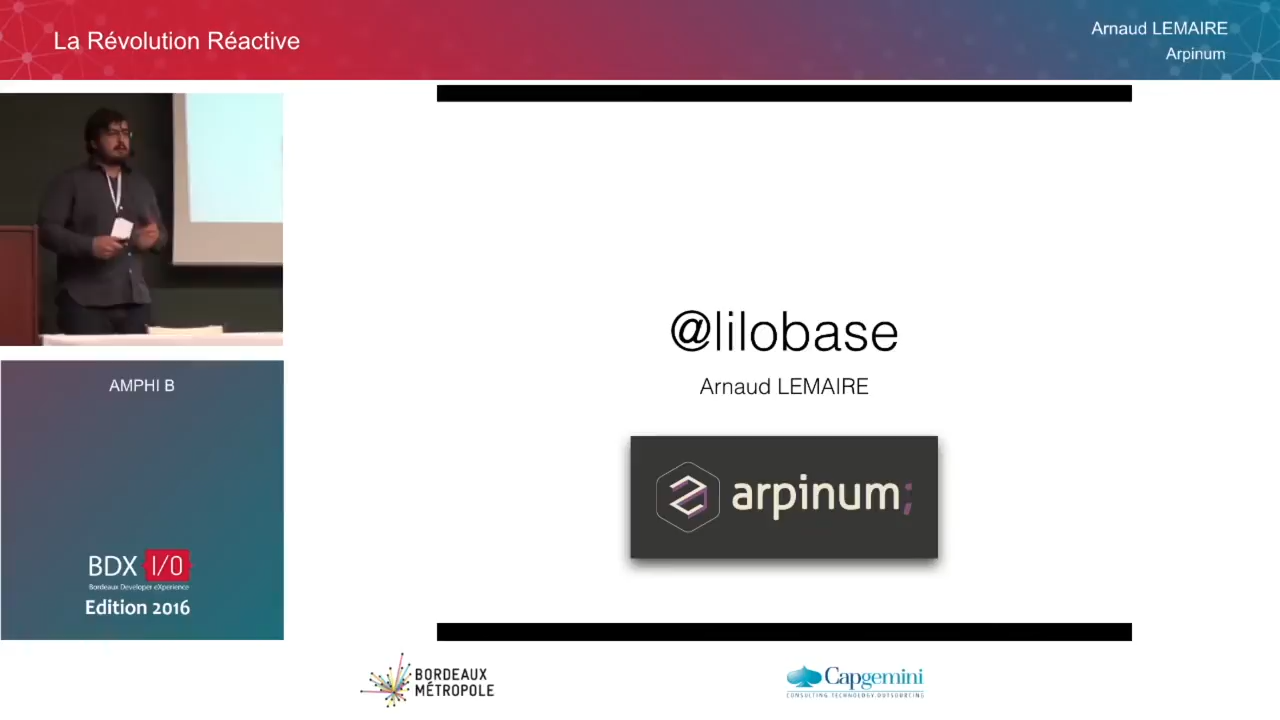 La Révolution Réactive
Arnaud LEMAIRE
Arpinum
@lilobase
Arnaud LEMAIRE
arpinum;
AMPHI B
BDX I/O
Bordeaux Developer eXperience
Edition 2016
BORDEAUX
MÉTROPOLE
Capgemini
CONSULTING.TECHNOLOGY.OUTSOURCING